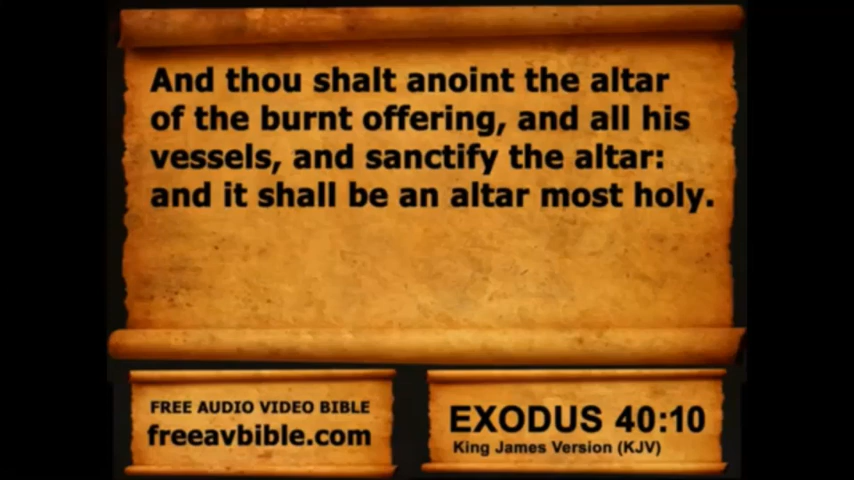 And thou shalt anoint the altar
of the burnt offering, and all his
vessels, and sanctify the altar:
and it shall be an altar most holy.
FREE AUDIO VIDEO BIBLE
freeavbible.com
EXODUS 40:10
King James Version (KJV)